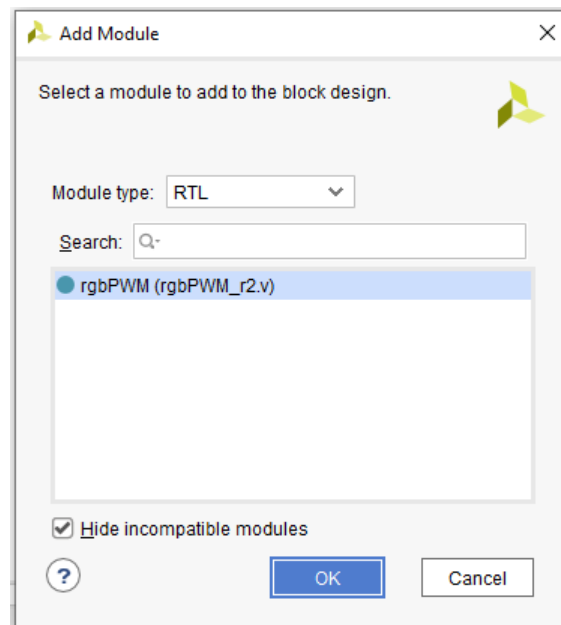 Add Module
Select a module to add to the block design.
Module type: RTL
Search:
rgbPWM (rgbPWM_r2.v)
Hide incompatible modules
? OK Cancel